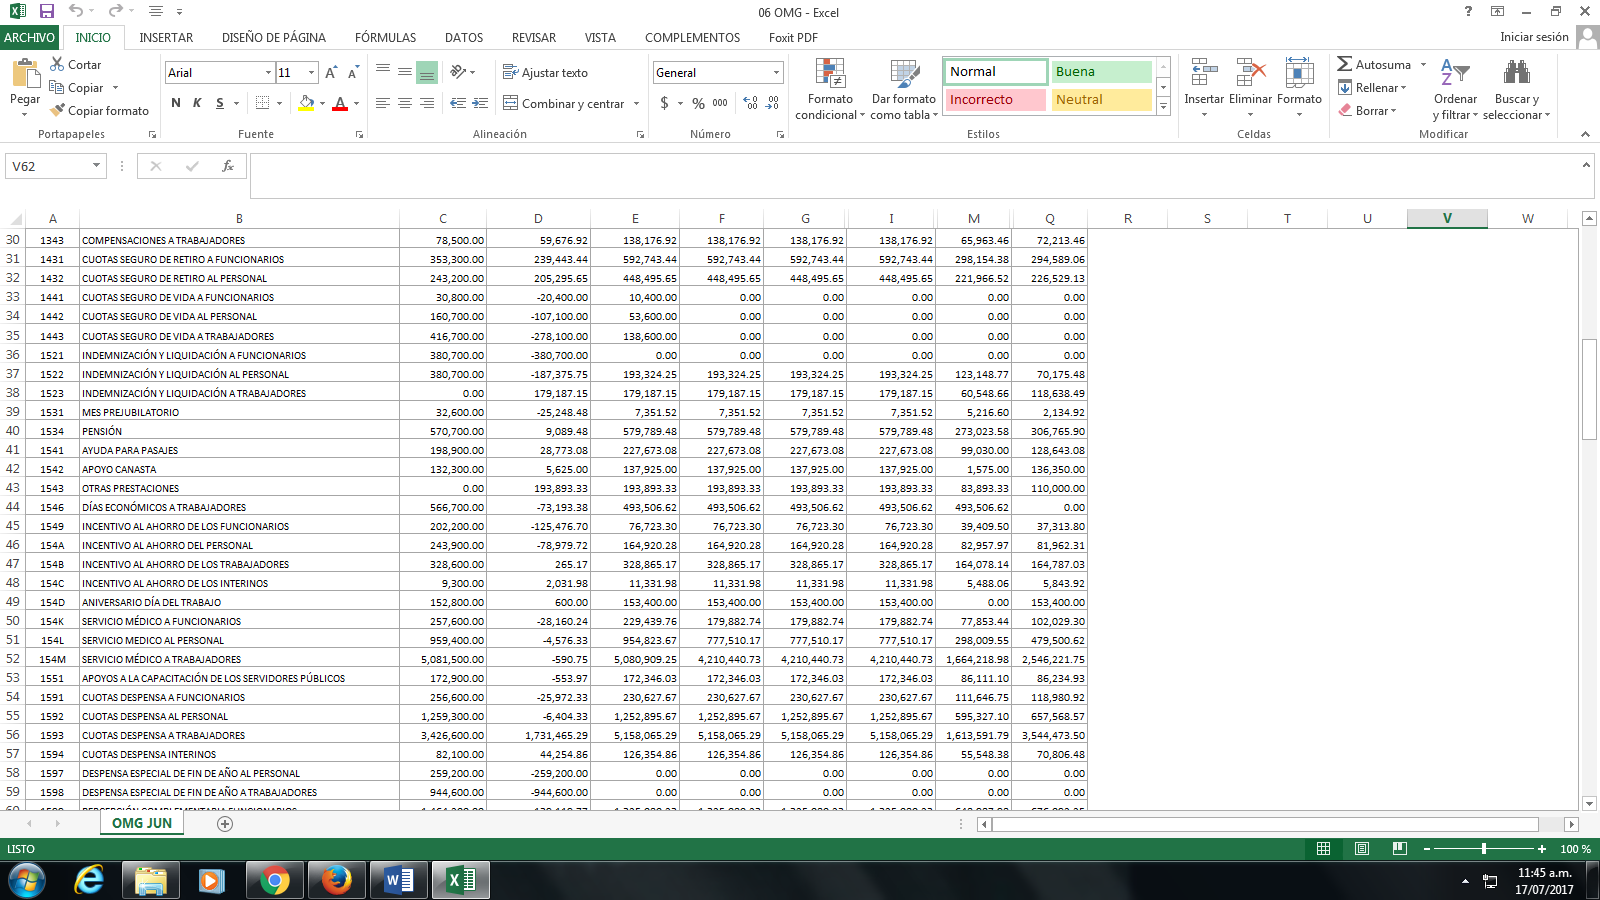 06 OMG - Excel
ARCHIVO INICIO INSERTAR DISEÑO DE PÁGINA FÓRMULAS DATOS REVISAR VISTA COMPLEMENTOS Foxit PDF Iniciar sesión
Pegar Cortar Copiar Copiar formato
Portapapeles
Arial 11
N K S
Fuente
Ajustar texto
Combinar y centrar
Alineación
General
$ % 000
Número
Formato condicional
Dar formato como tabla
Normal Buena
Incorrecto Neutral
Estilos
Insertar Eliminar Formato
Celdas
Autosuma
Rellenar
Borrar
Ordenar y filtrar
Buscar y seleccionar
Modificar
V62 fx
A B C D E F G I M Q R S T U V W
30 1343 COMPENSACIONES A TRABAJADORES 78,500.00 59,676.92 138,176.92 138,176.92 138,176.92 138,176.92 65,963.46 72,213.46
31 1431 CUOTAS SEGURO DE RETIRO A FUNCIONARIOS 353,300.00 239,443.44 592,743.44 592,743.44 592,743.44 592,743.44 298,154.38 294,589.06
32 1432 CUOTAS SEGURO DE RETIRO AL PERSONAL 243,200.00 205,295.65 448,495.65 448,495.65 448,495.65 448,495.65 221,966.52 226,529.13
33 1441 CUOTAS SEGURO DE VIDA A FUNCIONARIOS 30,800.00 -20,400.00 10,400.00 0.00 0.00 0.00 0.00 0.00
34 1442 CUOTAS SEGURO DE VIDA AL PERSONAL 160,700.00 -107,100.00 53,600.00 0.00 0.00 0.00 0.00 0.00
35 1443 CUOTAS SEGURO DE VIDA A TRABAJADORES 416,700.00 -278,100.00 138,600.00 0.00 0.00 0.00 0.00 0.00
36 1521 INDEMNIZACIÓN Y LIQUIDACIÓN A FUNCIONARIOS 380,700.00 -380,700.00 0.00 0.00 0.00 0.00 0.00 0.00
37 1522 INDEMNIZACIÓN Y LIQUIDACIÓN AL PERSONAL 380,700.00 -187,375.75 193,324.25 193,324.25 193,324.25 193,324.25 123,148.77 70,175.48
38 1523 INDEMNIZACIÓN Y LIQUIDACIÓN A TRABAJADORES 0.00 179,187.15 179,187.15 179,187.15 179,187.15 179,187.15 60,548.66 118,638.49
39 1531 MES PREJUBILATORIO 32,600.00 -25,248.48 7,351.52 7,351.52 7,351.52 7,351.52 5,216.60 2,134.92
40 1534 PENSIÓN 570,700.00 9,089.48 579,789.48 579,789.48 579,789.48 579,789.48 273,023.58 306,765.90
41 1541 AYUDA PARA PASAJES 198,900.00 28,773.08 227,673.08 227,673.08 227,673.08 227,673.08 99,030.00 128,643.08
42 1542 APOYO CANASTA 132,300.00 5,625.00 137,925.00 137,925.00 137,925.00 137,925.00 1,575.00 136,350.00
43 1543 OTRAS PRESTACIONES 0.00 193,893.33 193,893.33 193,893.33 193,893.33 193,893.33 83,893.33 110,000.00
44 1546 DÍAS ECONÓMICOS A TRABAJADORES 566,700.00 -73,193.38 493,506.62 493,506.62 493,506.62 493,506.62 493,506.62 0.00
45 1549 INCENTIVO AL AHORRO DE LOS FUNCIONARIOS 202,200.00 -125,476.70 76,723.30 76,723.30 76,723.30 76,723.30 39,409.50 37,313.80
46 154A INCENTIVO AL AHORRO DEL PERSONAL 243,900.00 -78,979.72 164,920.28 164,920.28 164,920.28 164,920.28 82,957.97 81,962.31
47 154B INCENTIVO AL AHORRO DE LOS TRABAJADORES 328,600.00 265.17 328,865.17 328,865.17 328,865.17 328,865.17 164,078.14 164,787.03
48 154C INCENTIVO AL AHORRO DE LOS INTERINOS 9,300.00 2,031.98 11,331.98 11,331.98 11,331.98 11,331.98 5,488.06 5,843.92
49 154D ANIVERSARIO DÍA DEL TRABAJO 152,800.00 600.00 153,400.00 153,400.00 153,400.00 153,400.00 0.00 153,400.00
50 154K SERVICIO MÉDICO A FUNCIONARIOS 257,600.00 -28,160.24 229,439.76 179,882.74 179,882.74 179,882.74 77,853.44 102,029.30
51 154L SERVICIO MEDICO AL PERSONAL 959,400.00 -4,576.33 954,823.67 777,510.17 777,510.17 777,510.17 298,009.55 479,500.62
52 154M SERVICIO MÉDICO A TRABAJADORES 5,081,500.00 -590.75 5,080,909.25 4,210,440.73 4,210,440.73 4,210,440.73 1,664,218.98 2,546,221.75
53 1551 APOYOS A LA CAPACITACIÓN DE LOS SERVIDORES PÚBLICOS 172,900.00 -553.97 172,346.03 172,346.03 172,346.03 172,346.03 86,111.10 86,234.93
54 1591 CUOTAS DESPENSA A FUNCIONARIOS 256,600.00 -25,972.33 230,627.67 230,627.67 230,627.67 230,627.67 111,646.75 118,980.92
55 1592 CUOTAS DESPENSA AL PERSONAL 1,259,300.00 -6,404.33 1,252,895.67 1,252,895.67 1,252,895.67 1,252,895.67 595,327.10 657,568.57
56 1593 CUOTAS DESPENSA A TRABAJADORES 3,426,600.00 1,731,465.29 5,158,065.29 5,158,065.29 5,158,065.29 5,158,065.29 1,613,591.79 3,544,473.50
57 1594 CUOTAS DESPENSA INTERINOS 82,100.00 44,254.86 126,354.86 126,354.86 126,354.86 126,354.86 55,548.38 70,806.48
58 1597 DESPENSA ESPECIAL DE FIN DE AÑO AL PERSONAL 259,200.00 -259,200.00 0.00 0.00 0.00 0.00 0.00 0.00
59 1598 DESPENSA ESPECIAL DE FIN DE AÑO A TRABAJADORES 944,600.00 -944,600.00 0.00 0.00 0.00 0.00 0.00 0.00
OMG JUN
LISTO 100 %
11:45 a.m.
17/07/2017